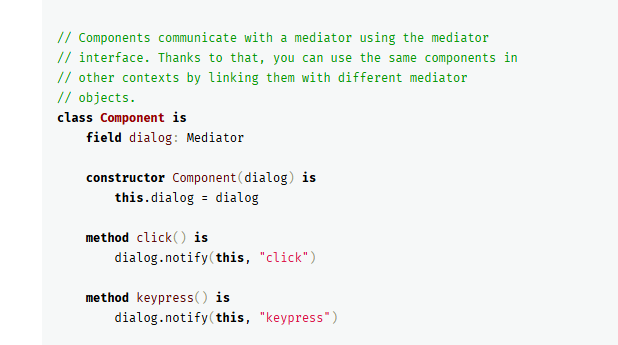 // Components communicate with a mediator using the mediator
// interface. Thanks to that, you can use the same components in
// other contexts by linking them with different mediator
// objects.
class Component is
    field dialog: Mediator

    constructor Component(dialog) is
        this.dialog = dialog

    method click() is
        dialog.notify(this, "click")

    method keypress() is
        dialog.notify(this, "keypress")